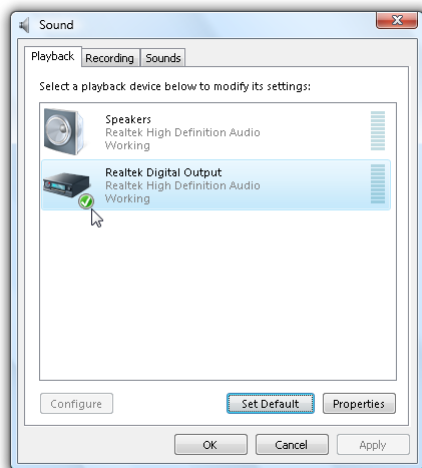 Sound
Playback Recording Sounds
Select a playback device below to modify its settings:
Speakers
Realtek High Definition Audio
Working
Realtek Digital Output
Realtek High Definition Audio
Working
Configure Set Default Properties
OK Cancel Apply